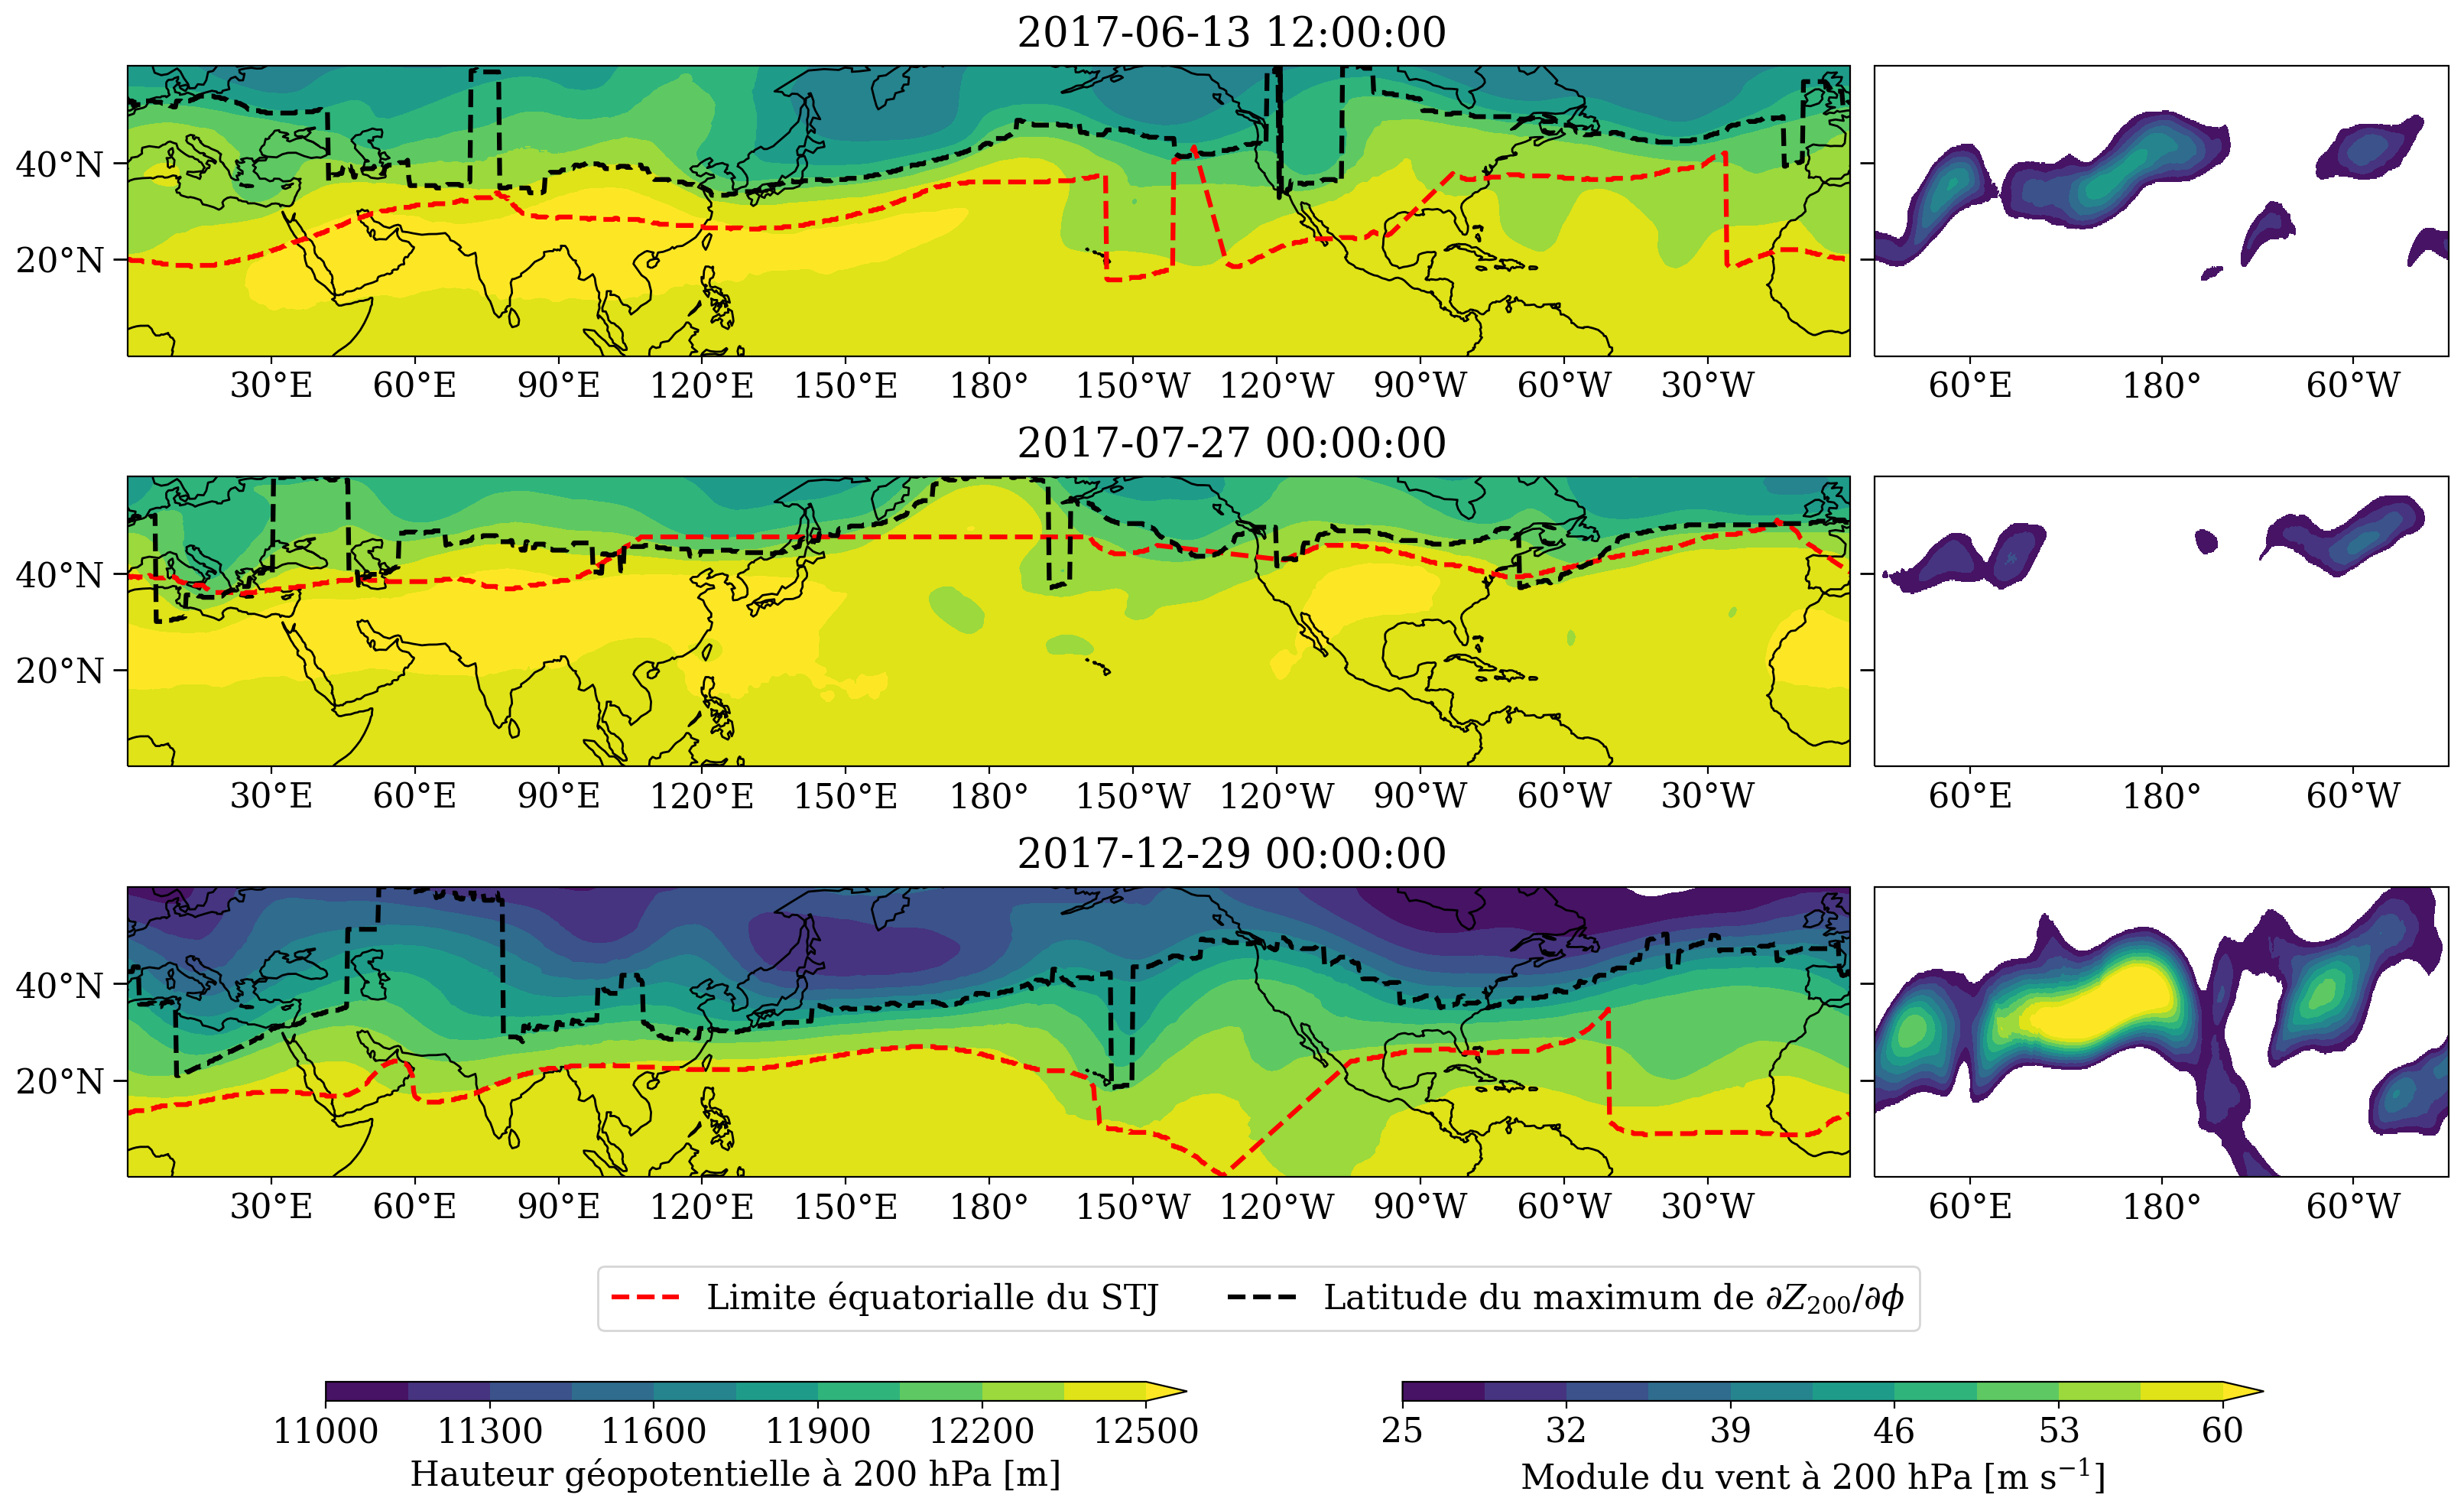 2017-06-13 12:00:00
40°N
20°N
30°E 60°E 90°E 120°E 150°E 180° 150°W 120°W 90°W 60°W 30°W 60°E 180° 60°W
2017-07-27 00:00:00
40°N
20°N
30°E 60°E 90°E 120°E 150°E 180° 150°W 120°W 90°W 60°W 30°W 60°E 180° 60°W
2017-12-29 00:00:00
40°N
20°N
30°E 60°E 90°E 120°E 150°E 180° 150°W 120°W 90°W 60°W 30°W 60°E 180° 60°W
Limite équatorialle du STJ Latitude du maximum de ∂Z₂₀₀/∂ϕ
11000 11300 11600 11900 12200 12500 25 32 39 46 53 60
Hauteur géopotentielle à 200 hPa [m] Module du vent à 200 hPa [m s⁻¹]